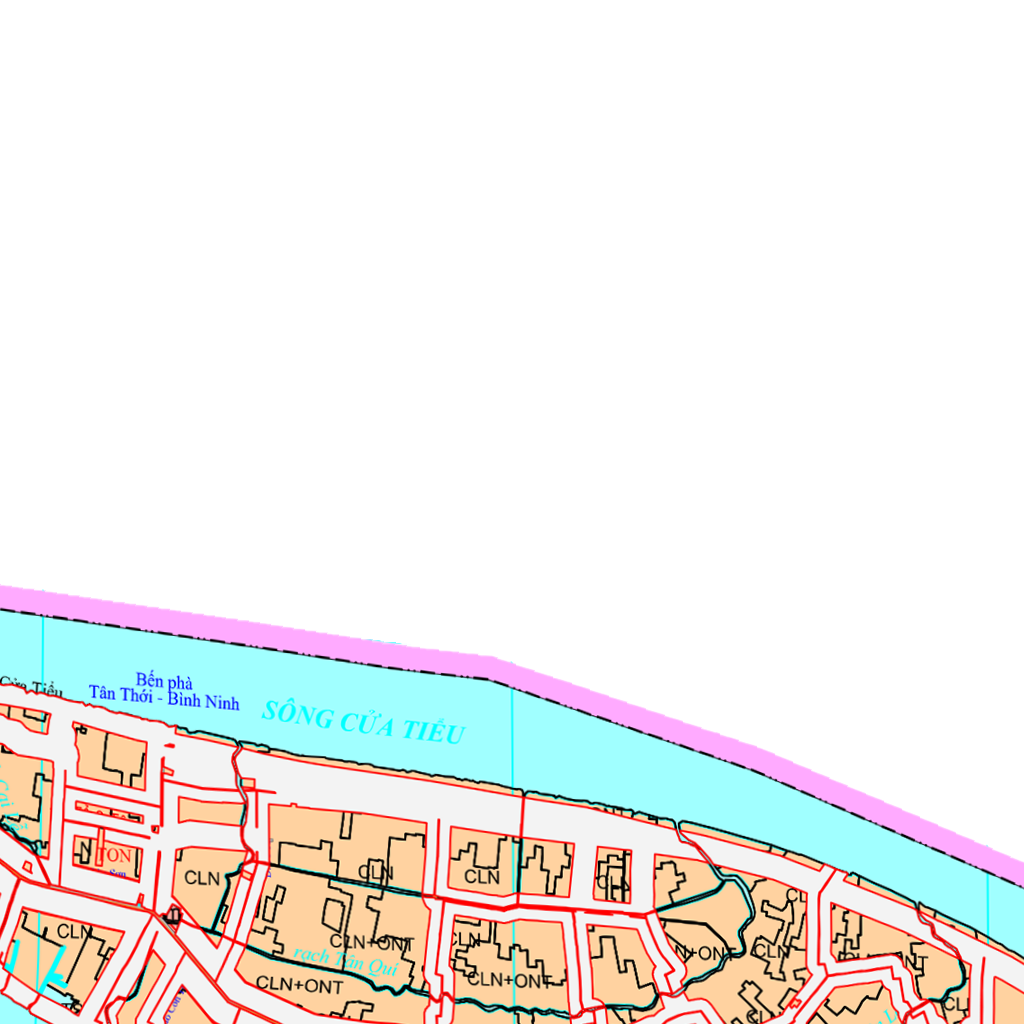 Bến phà
Tân Thới - Bình Ninh
Cửa Tiểu
SÔNG CỬA TIỂU
TON
CLN
CLN
CLN
CLN
CLN+ONT
CLN
rạch Tân Qui
CLN+ONT
CLN+ONT
N+ON
CLN